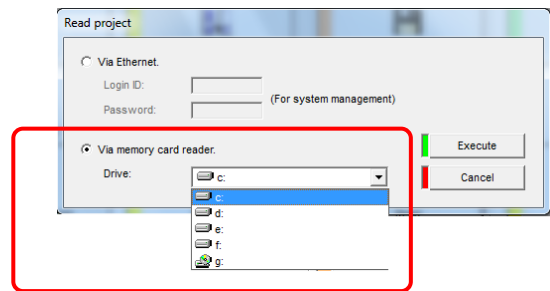 Read project
Via Ethernet.
Login ID:
Password:
(For system management)
Via memory card reader.
Drive:
c:
c:
d:
e:
f:
g:
Execute
Cancel